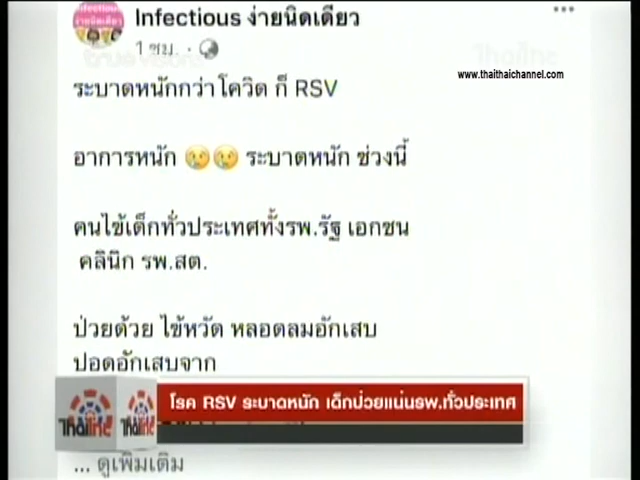 Infectious ง่ายนิดเดียว
1 ชม.
www.thaithaichannel.com
ระบาดหนักกว่าโควิด ก็ RSV
อาการหนัก 😢😢 ระบาดหนัก ช่วงนี้
คนไข้เด็กทั่วประเทศทั้งรพ.รัฐ เอกชน
คลินิก รพ.สต.
ป่วยด้วย ไข้หวัด หลอดลมอักเสบ
ปอดอักเสบจาก
โรค RSV ระบาดหนัก เด็กป่วยแน่นรพ.ทั่วประเทศ
... ดูเพิ่มเติม